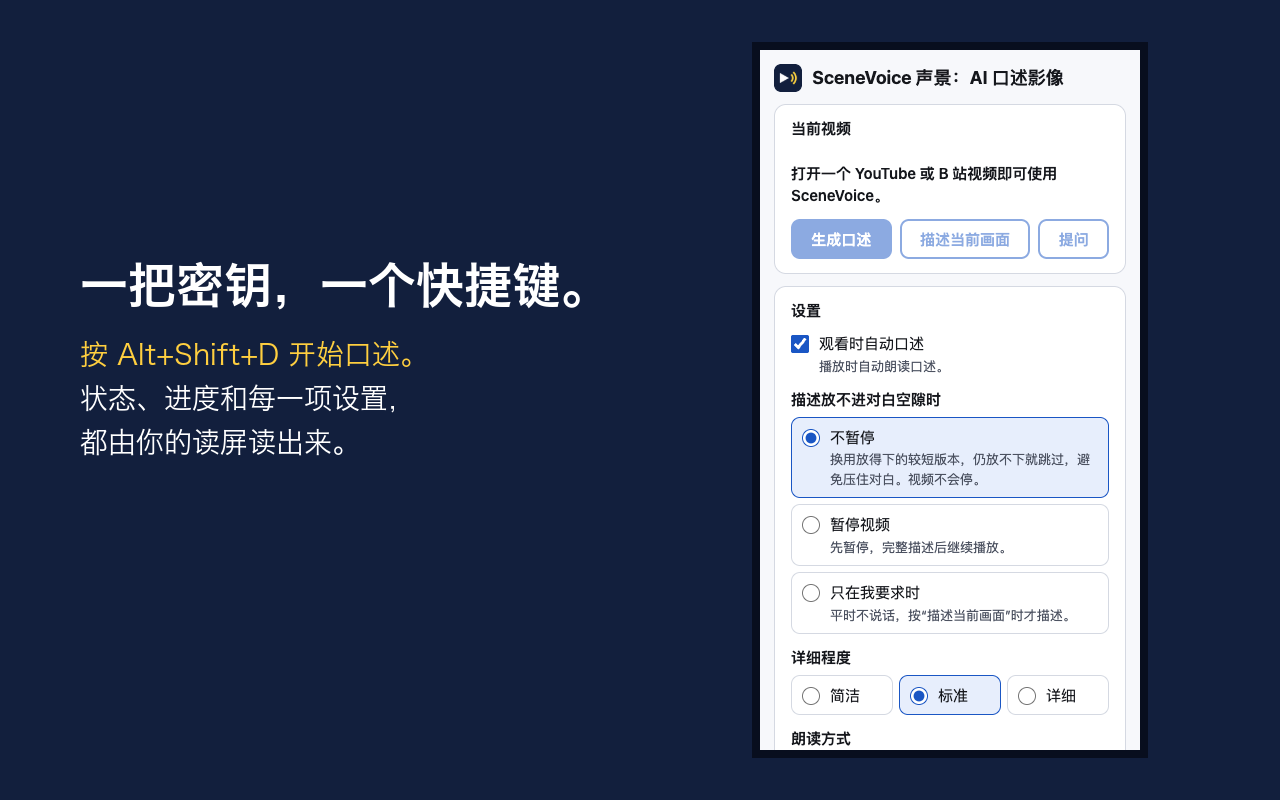 一把密钥，一个快捷键。
按 Alt+Shift+D 开始口述。
状态、进度和每一项设置，
都由你的读屏读出来。
SceneVoice 声景：AI 口述影像
当前视频
打开一个 YouTube 或 B 站视频即可使用
SceneVoice。
生成口述
描述当前画面
提问
设置
观看时自动口述
播放时自动朗读口述。
描述放不进对白空隙时
不暂停
换用放得下的较短版本，仍放不下就跳过，避
免压住对白。视频不会停。
暂停视频
先暂停，完整描述后继续播放。
只在我要求时
平时不说话，按“描述当前画面”时才描述。
详细程度
简洁
标准
详细
朗读方式